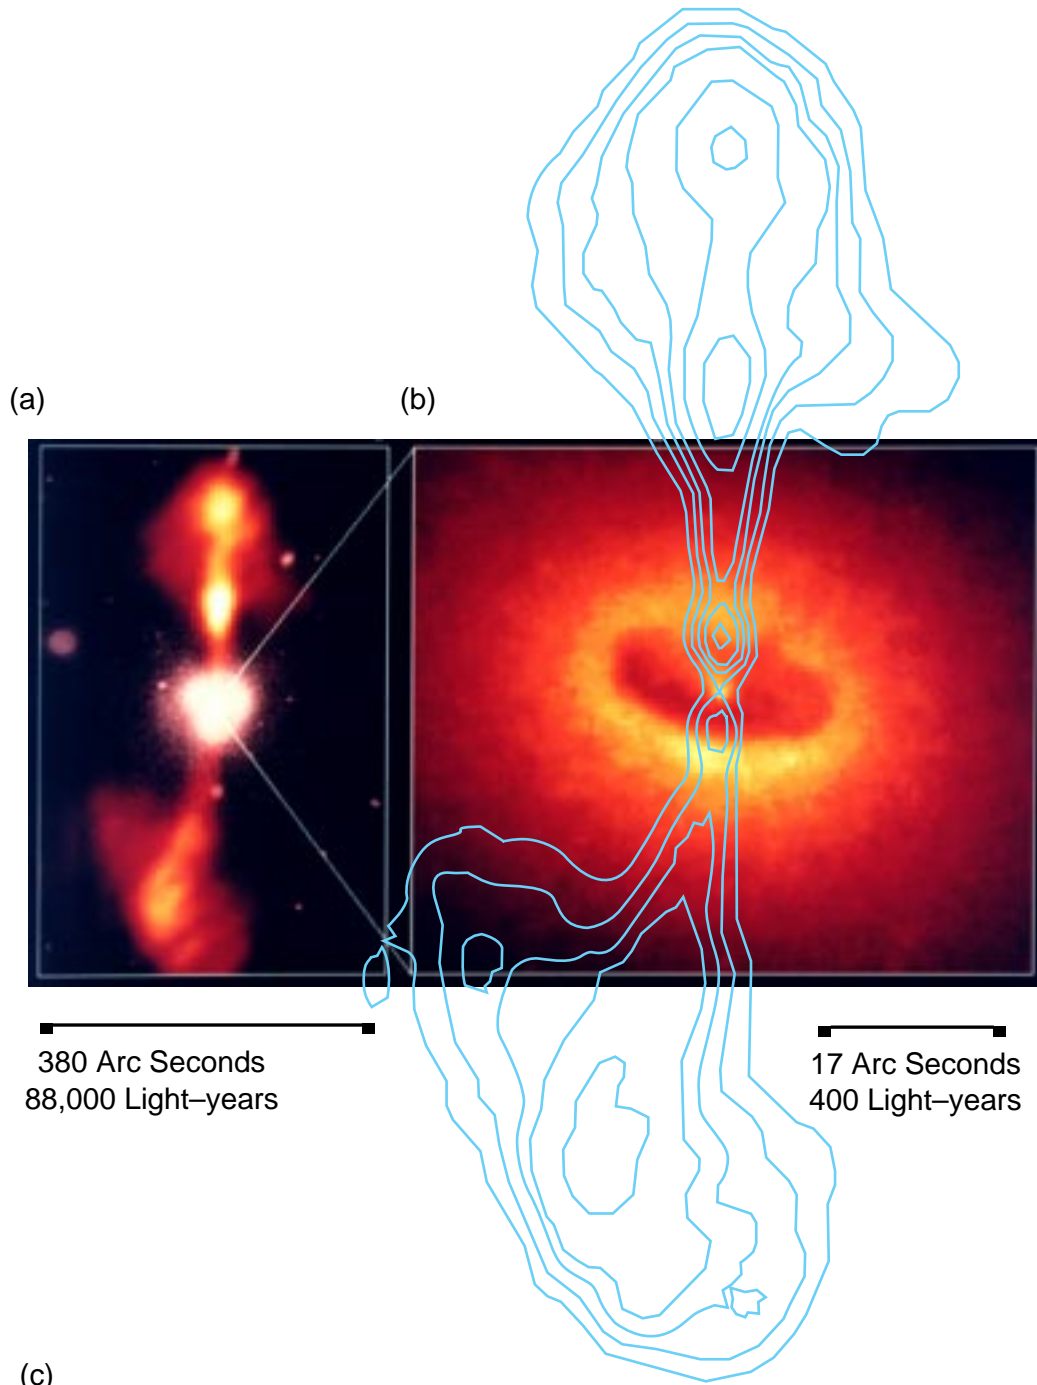 (a)
(b)
380 Arc Seconds
88,000 Light–years
17 Arc Seconds
400 Light–years
(c)